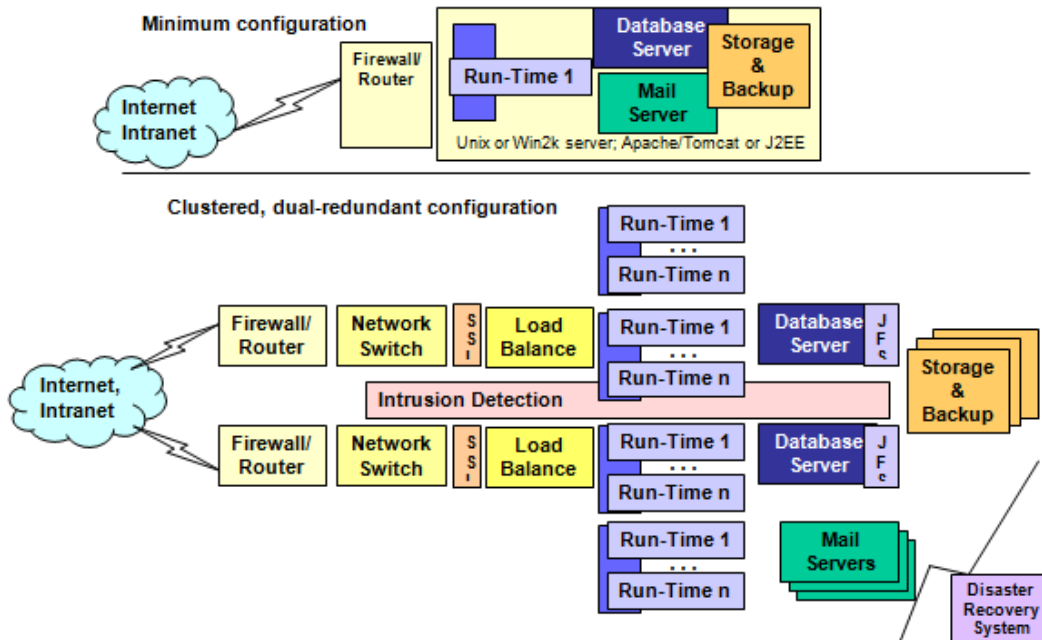 Minimum configuration
Internet
Intranet
Firewall/
Router
Run-Time 1
Database
Server
Mail
Server
Storage
&
Backup
Unix or Win2k server; Apache/Tomcat or J2EE
Clustered, dual-redundant configuration
Run-Time 1
...
Run-Time n
Internet,
Intranet
Firewall/
Router
Network
Switch
S
S
Load
Balance
Run-Time 1
...
Run-Time n
Database
Server
J
F
S
Storage
&
Backup
Intrusion Detection
Firewall/
Router
Network
Switch
S
S
Load
Balance
Run-Time 1
...
Run-Time n
Database
Server
J
F
S
Run-Time 1
...
Run-Time n
Mail
Servers
Disaster
Recovery
System